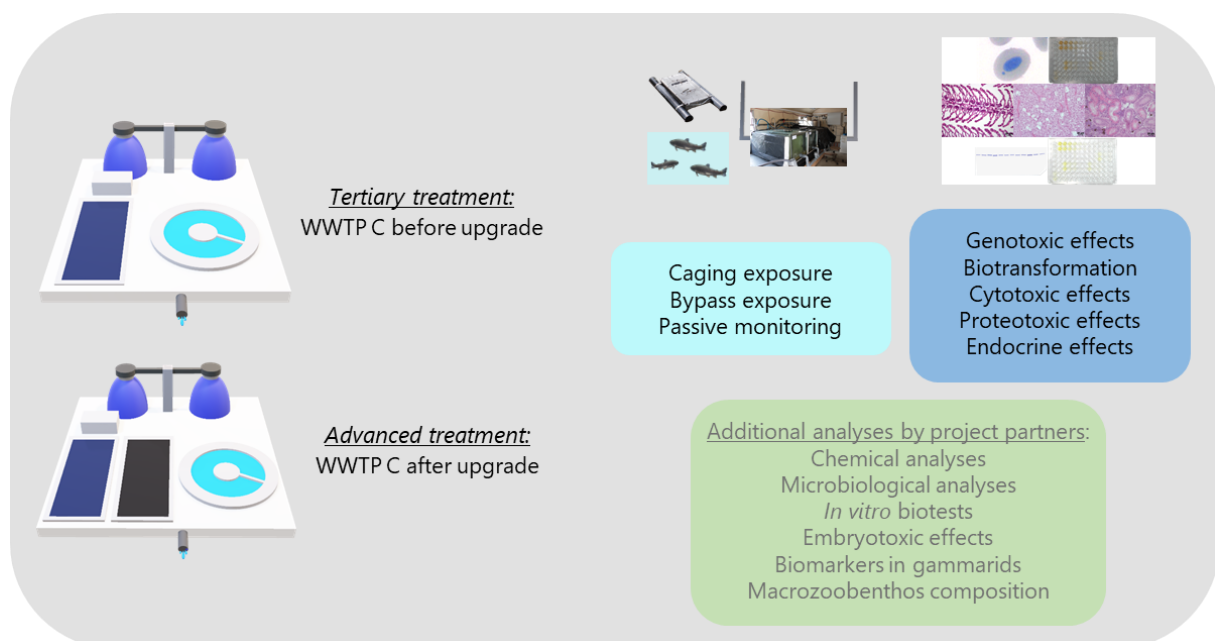 Tertiary treatment:
WWTP C before upgrade
Advanced treatment:
WWTP C after upgrade
Caging exposure
Bypass exposure
Passive monitoring
Genotoxic effects
Biotransformation
Cytotoxic effects
Proteotoxic effects
Endocrine effects
Additional analyses by project partners:
Chemical analyses
Microbiological analyses
In vitro biotests
Embryotoxic effects
Biomarkers in gammarids
Macrozoobenthos composition